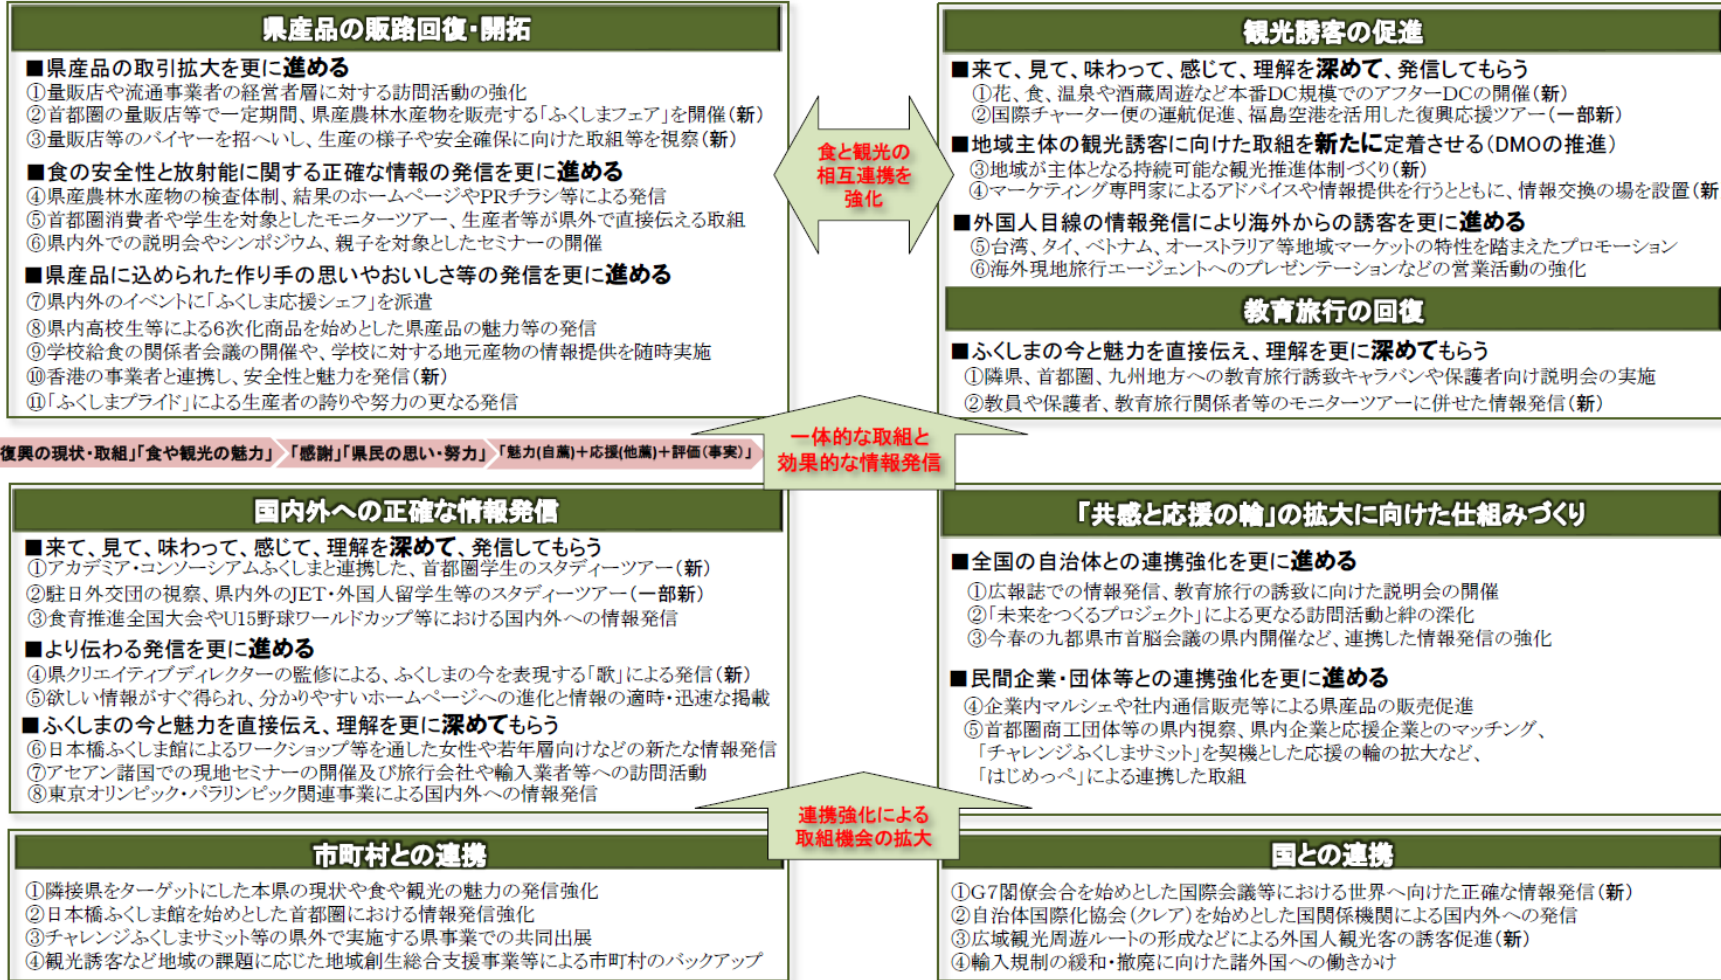 県産品の販路回復・開拓
■県産品の取引拡大を更に進める
①量販店や流通事業者の経営者層に対する訪問活動の強化
②首都圏の量販店等で一定期間、県産農林水産物を販売する「ふくしまフェア」を開催(新)
③量販店等のバイヤーを招へいし、生産の様子や安全確保に向けた取組等を視察(新)
■食の安全性と放射能に関する正確な情報の発信を更に進める
④県産農林水産物の検査体制、結果のホームページやPRチラシ等による発信
⑤首都圏消費者や学生を対象としたモニターツアー、生産者等が県外で直接伝える取組
⑥県内外での説明会やシンポジウム、親子を対象としたセミナーの開催
■県産品に込められた作り手の思いやおいしさ等の発信を更に進める
⑦県内外のイベントに「ふくしま応援シェフ」を派遣
⑧県内高校生等による6次化商品を始めとした県産品の魅力等の発信
⑨学校給食の関係者会議の開催や、学校に対する地元産物の情報提供を随時実施
⑩香港の事業者と連携し、安全性と魅力を発信(新)
⑪「ふくしまプライド」による生産者の誇りや努力の更なる発信
食と観光の
相互連携を
強化
観光誘客の促進
■来て、見て、味わって、感じて、理解を深めて、発信してもらう
①花、食、温泉や酒蔵周遊など本番DC規模でのアフターDCの開催(新)
②国際チャーター便の運航促進、福島空港を活用した復興応援ツアー(一部新)
■地域主体の観光誘客に向けた取組を新たに定着させる(DMOの推進)
③地域が主体となる持続可能な観光推進体制づくり(新)
④マーケティング専門家によるアドバイスや情報提供を行うとともに、情報交換の場を設置(新
■外国人目線の情報発信により海外からの誘客を更に進める
⑤台湾、タイ、ベトナム、オーストラリア等地域マーケットの特性を踏まえたプロモーション
⑥海外現地旅行エージェントへのプレゼンテーションなどの営業活動の強化
教育旅行の回復
■ふくしまの今と魅力を直接伝え、理解を更に深めてもらう
①隣県、首都圏、九州地方への教育旅行誘致キャラバンや保護者向け説明会の実施
②教員や保護者、教育旅行関係者等のモニターツアーに併せた情報発信(新)
復興の現状・取組」「食や観光の魅力」 「感謝」「県民の思い・努力」 「魅力(自薦)+応援(他薦)+評価(事実)」
一体的な取組と
効果的な情報発信
国内外への正確な情報発信
■来て、見て、味わって、感じて、理解を深めて、発信してもらう
①アカデミア・コンソーシアムふくしまと連携した、首都圏学生のスタディーツアー(新)
②駐日外交団の視察、県内外のJET・外国人留学生等のスタディーツアー(一部新)
③食育推進全国大会やU15野球ワールドカップ等における国内外への情報発信
■より伝わる発信を更に進める
④県クリエイティブディレクターの監修による、ふくしまの今を表現する「歌」による発信(新)
⑤欲しい情報がすぐ得られ、分かりやすいホームページへの進化と情報の適時・迅速な掲載
■ふくしまの今と魅力を直接伝え、理解を更に深めてもらう
⑥日本橋ふくしま館によるワークショップ等を通した女性や若年層向けなどの新たな情報発信
⑦アセアン諸国での現地セミナーの開催及び旅行会社や輸入業者等への訪問活動
⑧東京オリンピック・パラリンピック関連事業による国内外への情報発信
「共感と応援の輪」の拡大に向けた仕組みづくり
■全国の自治体との連携強化を更に進める
①広報誌での情報発信、教育旅行の誘致に向けた説明会の開催
②「未来をつくるプロジェクト」による更なる訪問活動と絆の深化
③今春の九都県市首脳会議の県内開催など、連携した情報発信の強化
■民間企業・団体等との連携強化を更に進める
④企業内マルシェや社内通信販売等による県産品の販売促進
⑤首都圏商工団体等の県内視察、県内企業と応援企業とのマッチング、
「チャレンジふくしまサミット」を契機とした応援の輪の拡大など、
「はじめっぺ」による連携した取組
連携強化による
取組機会の拡大
市町村との連携
①隣接県をターゲットにした本県の現状や食や観光の魅力の発信強化
②日本橋ふくしま館を始めとした首都圏における情報発信強化
③チャレンジふくしまサミット等の県外で実施する県事業での共同出展
④観光誘客など地域の課題に応じた地域創生総合支援事業等による市町村のバックアップ
国との連携
①G7閣僚会合を始めとした国際会議等における世界へ向けた正確な情報発信(新)
②自治体国際化協会(クレア)を始めとした国関係機関による国内外への発信
③広域観光周遊ルートの形成などによる外国人観光客の誘客促進(新)
④輸入規制の緩和・撤廃に向けた諸外国への働きかけ